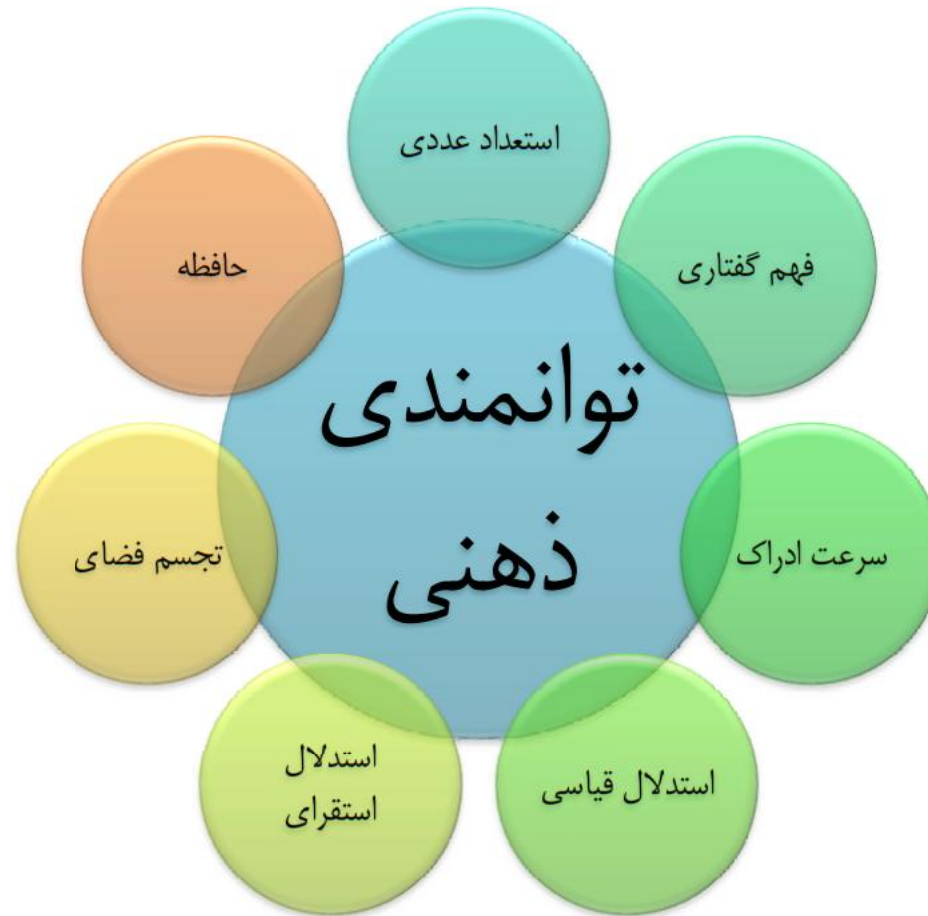 استعداد عددی
فهم گفتاری
سرعت ادراک
استدلال قیاسی
استدلال
استقرای
تجسم فضای
حافظه
توانمندی
ذهنی